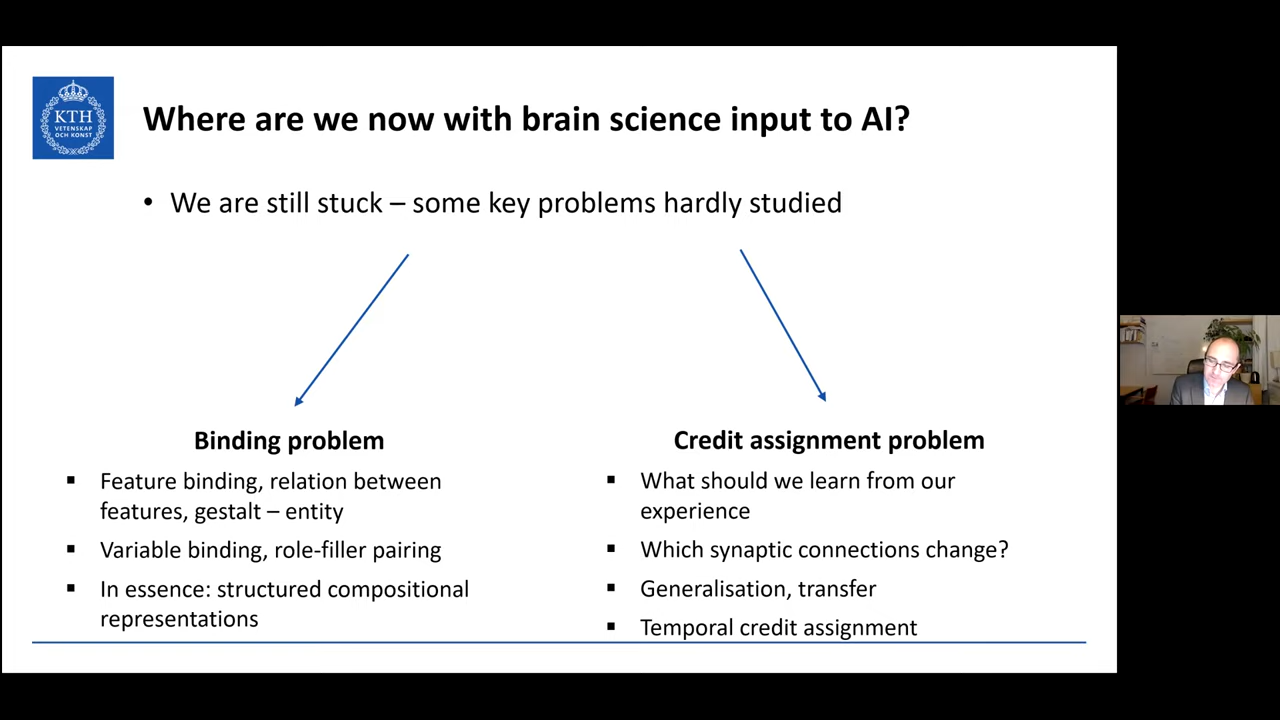 KTH
VETENSKAP
OCH KONST
Where are we now with brain science input to AI?
• We are still stuck – some key problems hardly studied
Binding problem
▪ Feature binding, relation between
features, gestalt – entity
▪ Variable binding, role-filler pairing
▪ In essence: structured compositional
representations
Credit assignment problem
▪ What should we learn from our
experience
▪ Which synaptic connections change?
▪ Generalisation, transfer
▪ Temporal credit assignment